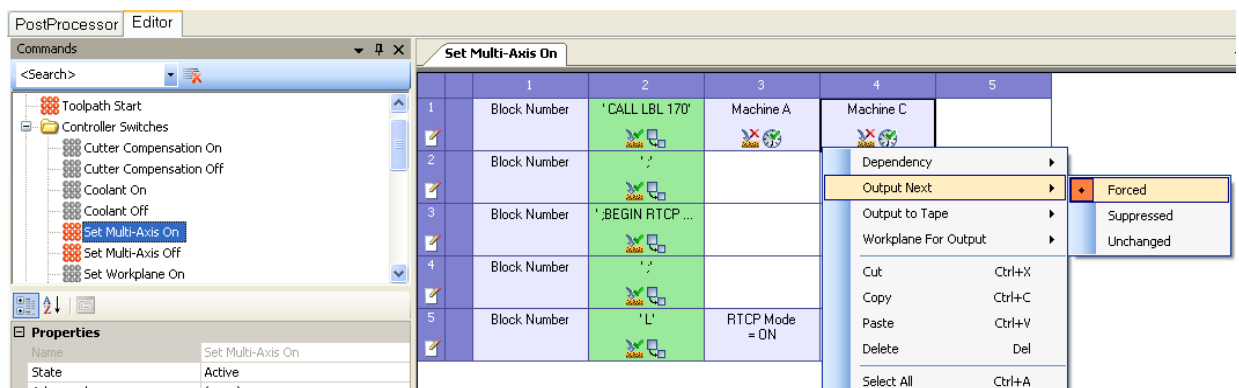 PostProcessor Editor
Commands
<Search>
Toolpath Start
Controller Switches
Cutter Compensation On
Cutter Compensation Off
Coolant On
Coolant Off
Set Multi-Axis On
Set Multi-Axis Off
Set Workplane On
Properties
Name Set Multi-Axis On
State Active
Set Multi-Axis On
1 2 3 4 5
1 Block Number 'CALL LBL 170' Machine A Machine C
2 Block Number ';'
3 Block Number ';BEGIN RTCP ...
4 Block Number ';'
5 Block Number 'L' RTCP Mode
= ON
Dependency
Output Next
Output to Tape
Workplane For Output
Cut Ctrl+X
Copy Ctrl+C
Paste Ctrl+V
Delete Del
Select All Ctrl+A
Forced
Suppressed
Unchanged